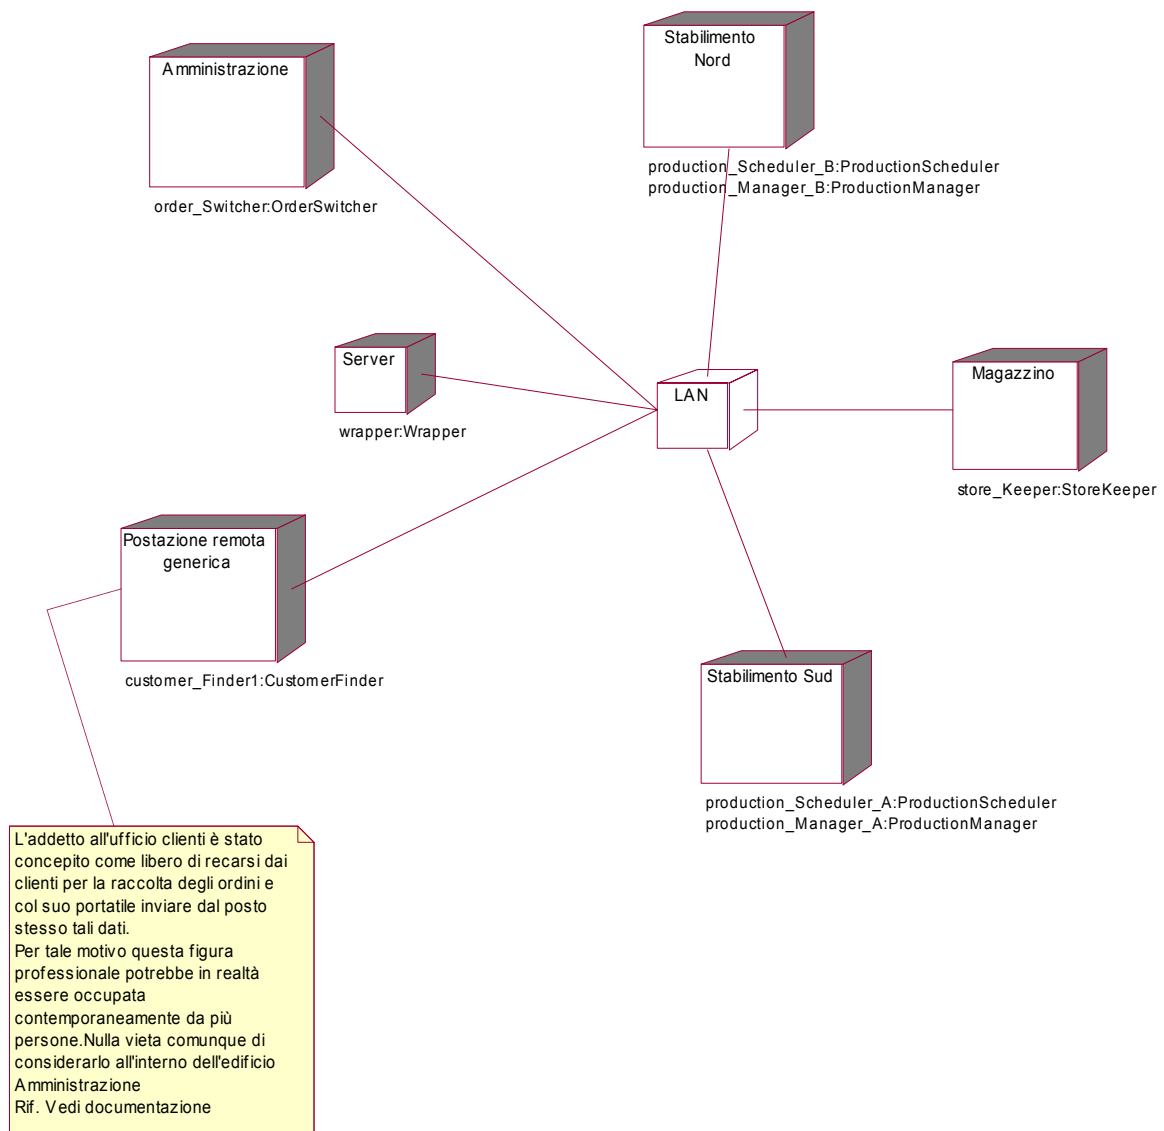 Stabilimento
Nord
Amministrazione
production_Scheduler_B:ProductionScheduler
production_Manager_B:ProductionManager
order_Switcher:OrderSwitcher
Server
wrapper:Wrapper
LAN
Magazzino
store_Keeper:StoreKeeper
Postazione remota
generica
customer_Finder1:CustomerFinder
Stabilimento Sud
production_Scheduler_A:ProductionScheduler
production_Manager_A:ProductionManager
L'addetto all'ufficio clienti è stato
concepito come libero di recarsi dai
clienti per la raccolta degli ordini e
col suo portatile inviare dal posto
stesso tali dati.
Per tale motivo questa figura
professionale potrebbe in realtà
essere occupata
contemporaneamente da più
persone.Nulla vieta comunque di
considerarlo all'interno dell'edificio
Amministrazione
Rif. Vedi documentazione